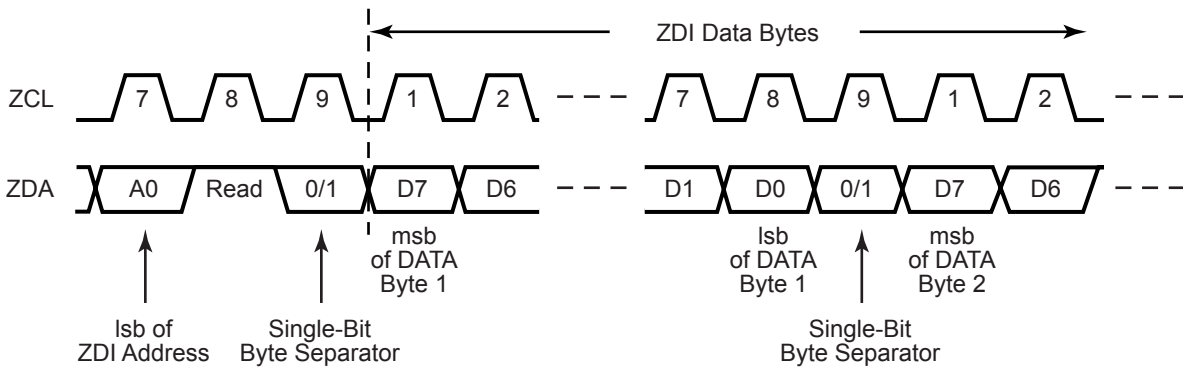 ZDI Data Bytes
ZCL 7 8 9 1 2 7 8 9 1 2
ZDA A0 Read 0/1 D7 D6 D1 D0 0/1 D7 D6
msb
of DATA
Byte 1
lsb
of DATA
Byte 1
msb
of DATA
Byte 2
lsb of
ZDI Address
Single-Bit
Byte Separator
Single-Bit
Byte Separator